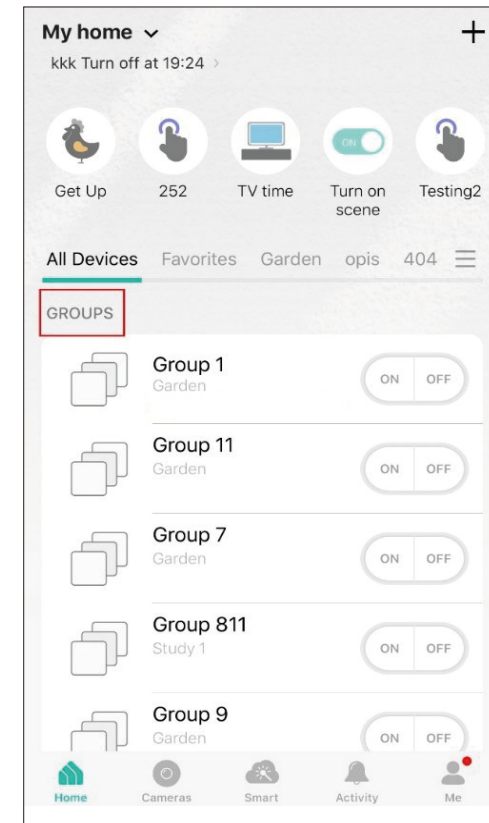 My home
kkk Turn off at 19:24
Get Up
252
TV time
ON
Turn on
scene
Testing2
All Devices
Favorites
Garden
opis
404
GROUPS
Group 1
Garden
ON OFF
Group 11
Garden
ON OFF
Group 7
Garden
ON OFF
Group 811
Study 1
ON OFF
Group 9
Garden
ON OFF
Home
Cameras
Smart
Activity
Me